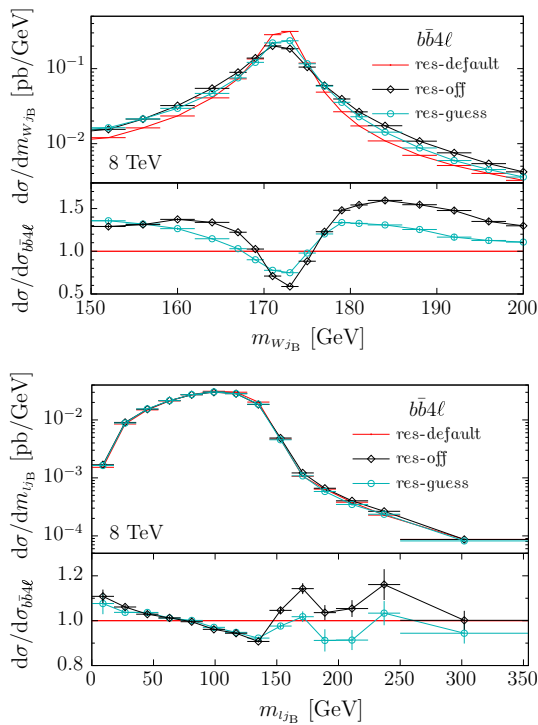 dσ/dm_{Wj_B} [pb/GeV]
10^{−1}
10^{−2}
bb̄4ℓ
res-default
res-off
res-guess
8 TeV
dσ/dσ_{bb̄4ℓ}
1.5
1.0
0.5
150 160 170 180 190 200
m_{Wj_B} [GeV]
dσ/dm_{lj_B} [pb/GeV]
10^{−2}
10^{−3}
10^{−4}
bb̄4ℓ
res-default
res-off
res-guess
8 TeV
dσ/dσ_{bb̄4ℓ}
1.2
1.0
0.8
0 50 100 150 200 250 300 350
m_{lj_B} [GeV]